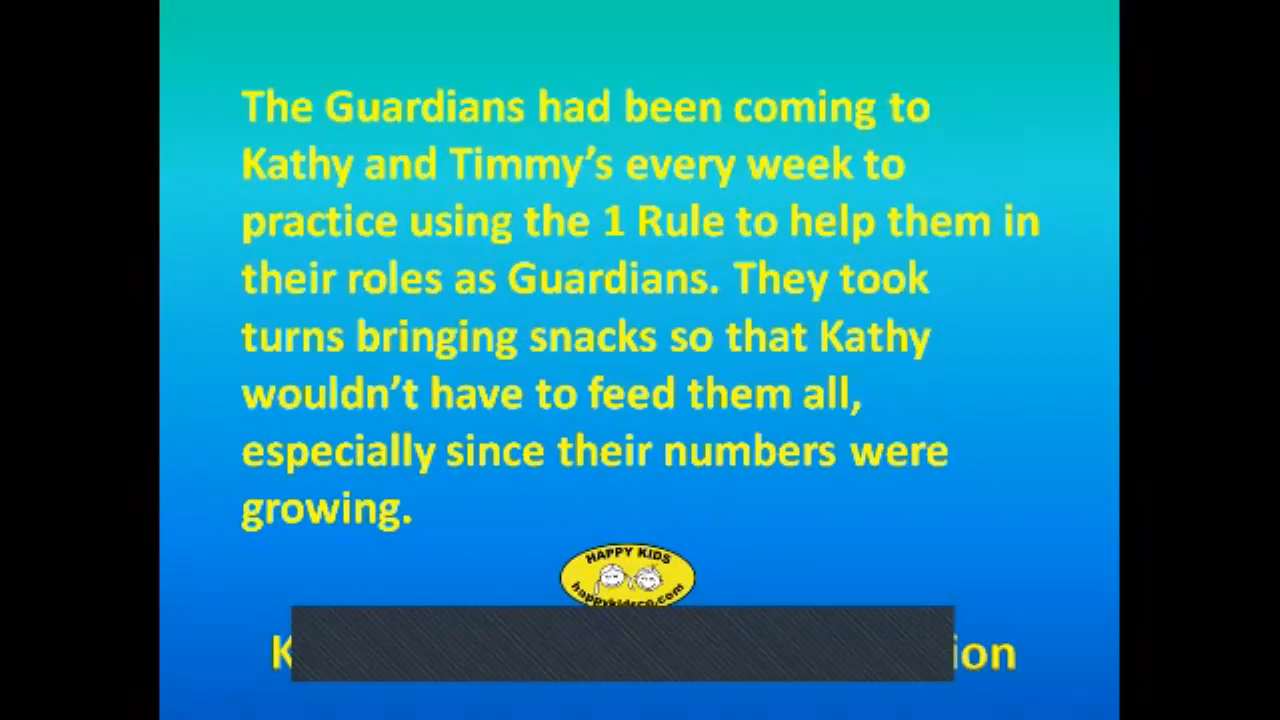 The Guardians had been coming to
Kathy and Timmy’s every week to
practice using the 1 Rule to help them in
their roles as Guardians. They took
turns bringing snacks so that Kathy
wouldn’t have to feed them all,
especially since their numbers were
growing.
HAPPY KIDS